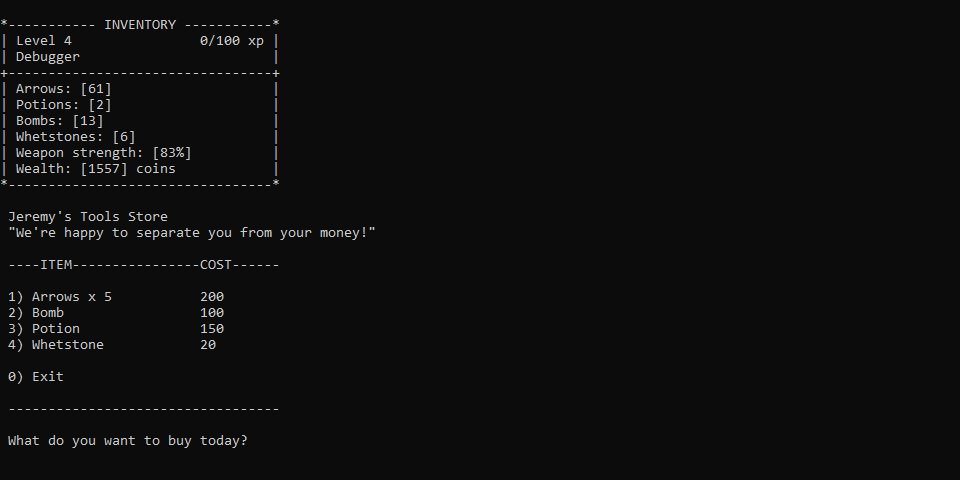 *----------- INVENTORY -----------*
| Level 4                0/100 xp |
| Debugger                        |
+---------------------------------+
| Arrows: [61]                    |
| Potions: [2]                    |
| Bombs: [13]                     |
| Whetstones: [6]                 |
| Weapon strength: [83%]          |
| Wealth: [1557] coins            |
*---------------------------------*
Jeremy's Tools Store
"We're happy to separate you from your money!"
----ITEM----------------COST------
1) Arrows x 5           200
2) Bomb                 100
3) Potion               150
4) Whetstone            20
0) Exit
----------------------------------
What do you want to buy today?